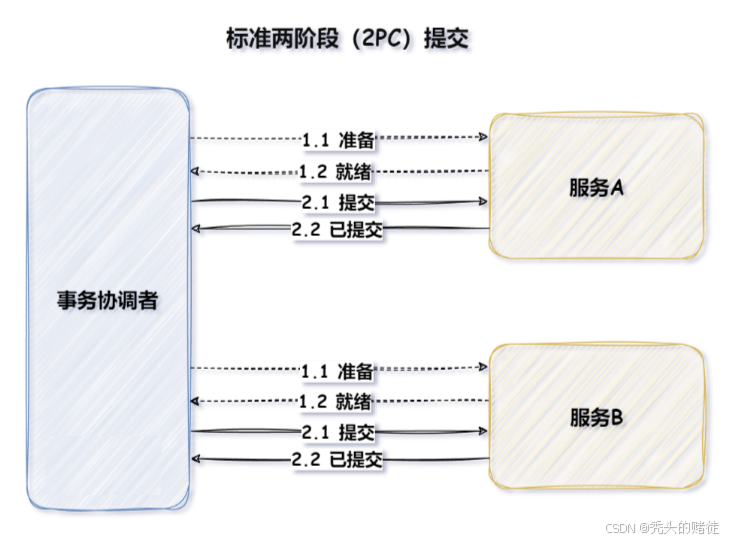 标准两阶段（2PC）提交
事务协调者
1.1 准备
1.2 就绪
2.1 提交
2.2 已提交
服务A
1.1 准备
1.2 就绪
2.1 提交
2.2 已提交
服务B
CSDN @秃头的赌徒